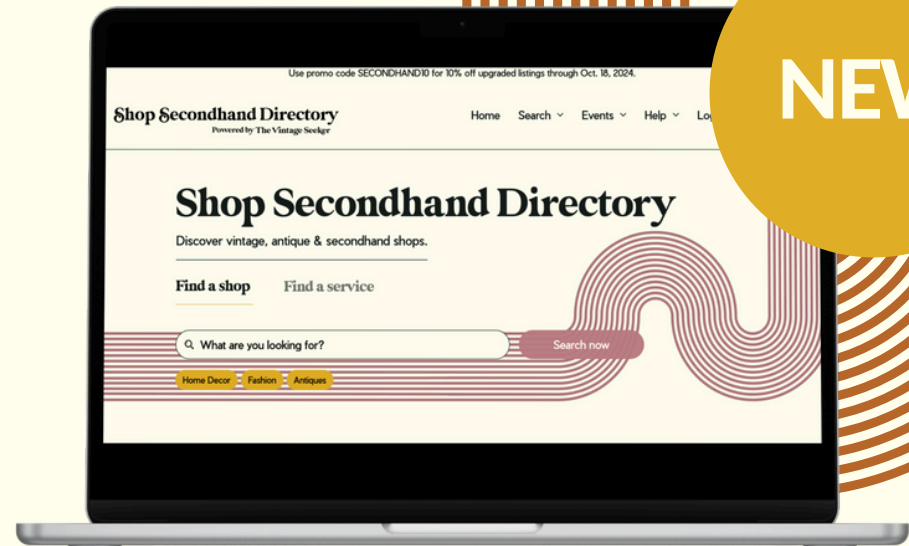 Use promo code SECONDHAND10 for 10% off upgraded listings through Oct. 18, 2024.
Shop Secondhand Directory
Powered by The Vintage Seeker
Home Search Events Help
Shop Secondhand Directory
Discover vintage, antique & secondhand shops.
Find a shop Find a service
What are you looking for? Search now
Home Decor Fashion Antiques